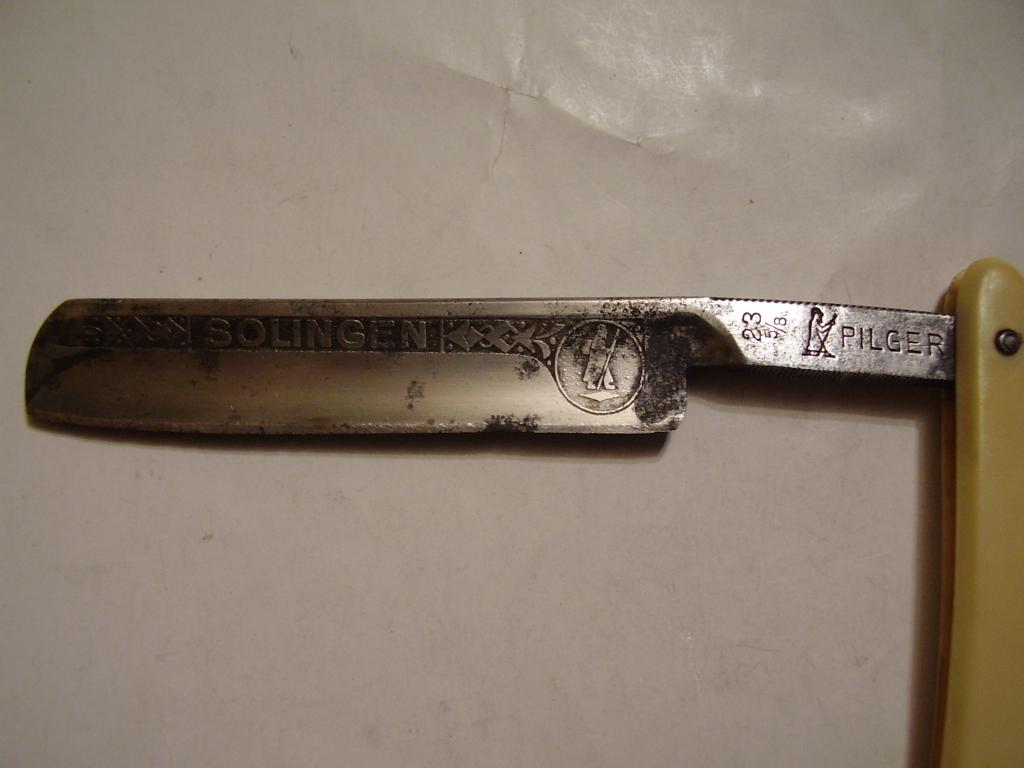 SOLINGEN
23
5/8.
PILGER